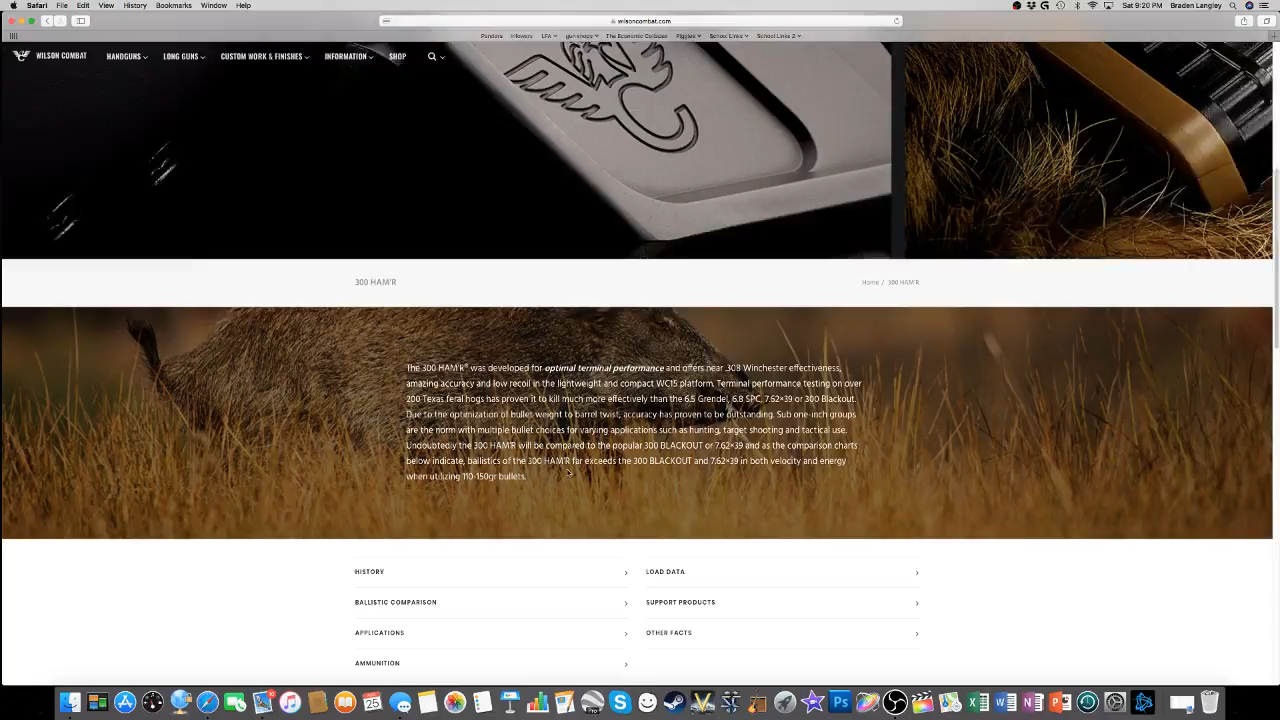 Safari File Edit View History Bookmarks Window Help
Sat 9:20 PM Braden Langley
wilsoncombat.com
Pandora Infowars LFA gun shops The Economic Collapse Piggies School Links School Links 2
WILSON COMBAT HANDGUNS LONG GUNS CUSTOM WORK & FINISHES INFORMATION SHOP
300 HAM'R
Home / 300 HAM'R
The 300 HAM'R® was developed for optimal terminal performance and offers near .308 Winchester effectiveness,
amazing accuracy and low recoil in the lightweight and compact WC15 platform. Terminal performance testing on over
200 Texas feral hogs has proven it to kill much more effectively than the 6.5 Grendel, 6.8 SPC, 7.62×39 or 300 Blackout.
Due to the optimization of bullet weight to barrel twist, accuracy has proven to be outstanding. Sub one-inch groups
are the norm with multiple bullet choices for varying applications such as hunting, target shooting and tactical use.
Undoubtedly the 300 HAM'R will be compared to the popular 300 BLACKOUT or 7.62×39 and as the comparison charts
below indicate, ballistics of the 300 HAM'R far exceeds the 300 BLACKOUT and 7.62×39 in both velocity and energy
when utilizing 110-150gr bullets.
HISTORY
LOAD DATA
BALLISTIC COMPARISON
SUPPORT PRODUCTS
APPLICATIONS
OTHER FACTS
AMMUNITION